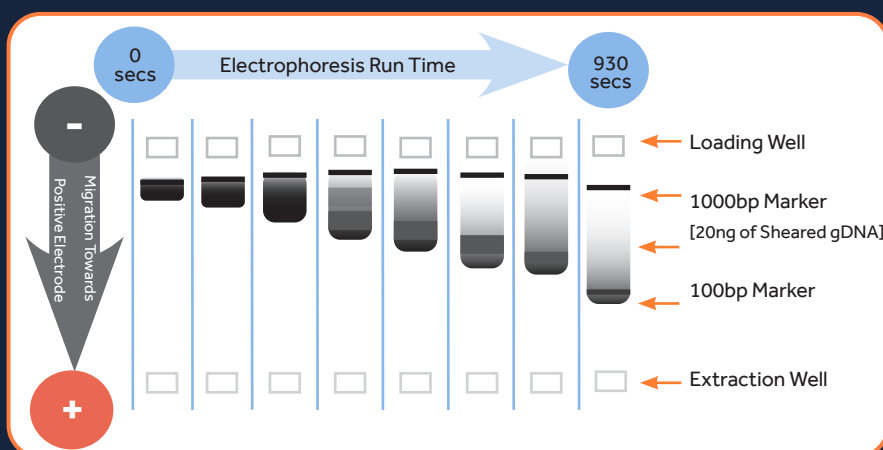 0
secs
Electrophoresis Run Time
930
secs
-
Migration Towards
Positive Electrode
+
Loading Well
1000bp Marker
[20ng of Sheared gDNA]
100bp Marker
Extraction Well